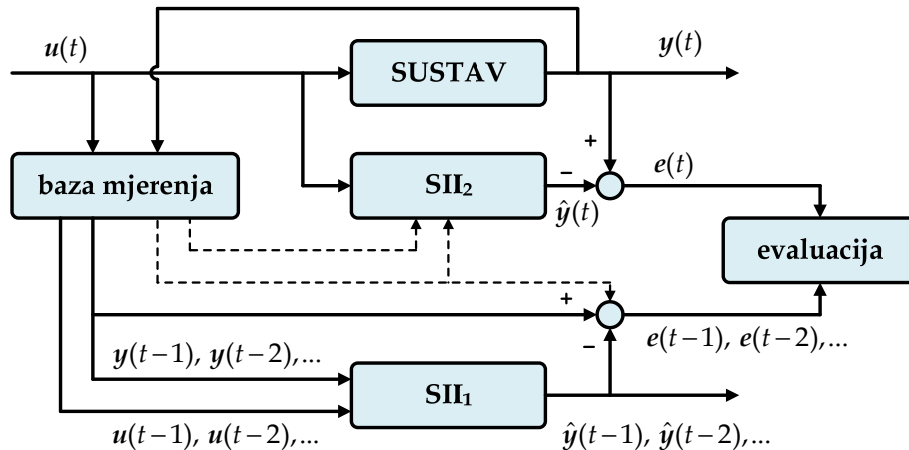 u(t)
SUSTAV
y(t)
+
baza mjerenja
SII₂
−
e(t)
ŷ(t)
evaluacija
+
−
e(t−1), e(t−2),...
y(t−1), y(t−2),...
SII₁
u(t−1), u(t−2),...
ŷ(t−1), ŷ(t−2),...